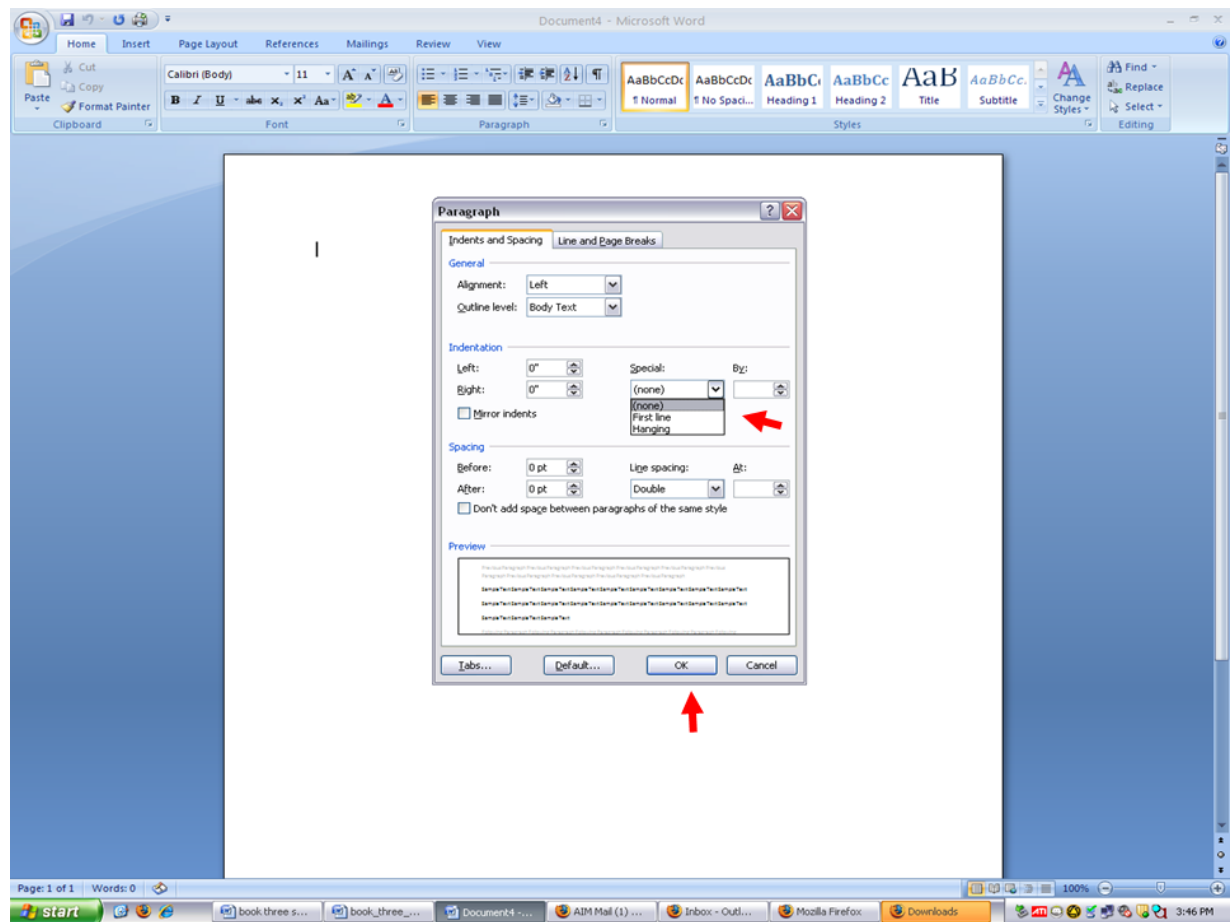 Document4 - Microsoft Word
Home Insert Page Layout References Mailings Review View
Cut
Copy
Paste
Format Painter
Clipboard
Calibri (Body) 11
B I U abe x, x² Aa A
Font
Paragraph
AaBbCcDc AaBbCcDc AaBbC AaBbCc AaB AaBbCc.
¶ Normal ¶ No Spaci... Heading 1 Heading 2 Title Subtitle
Change Styles
Styles
Find
Replace
Select
Editing
Paragraph
Indents and Spacing Line and Page Breaks
General
Alignment: Left
Outline level: Body Text
Indentation
Left: 0" Special: By:
Right: 0" (none)
Mirror indents (none)
First line
Hanging
Spacing
Before: 0 pt Line spacing: At:
After: 0 pt Double
Don't add space between paragraphs of the same style
Preview
Tabs... Default... OK Cancel
Page: 1 of 1 Words: 0 100%
start book three s... book_three_... Document4 -... AIM Mail (1) ... Inbox - Outl... Mozilla Firefox Downloads 3:46 PM